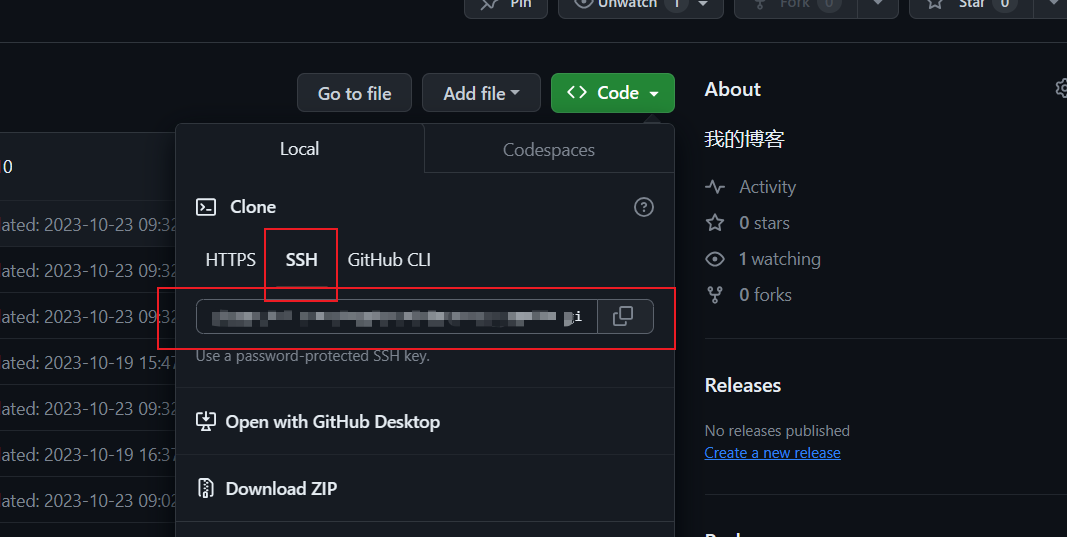 Pin
Unwatch 1
Fork 0
Star 0
Go to file
Add file
Code
About
我的博客
Local
Codespaces
Clone
HTTPS
SSH
GitHub CLI
Use a password-protected SSH key.
Open with GitHub Desktop
Download ZIP
Activity
0 stars
1 watching
0 forks
Releases
No releases published
Create a new release
ated: 2023-10-23 09:32
ated: 2023-10-23 09:32
ated: 2023-10-23 09:32
ated: 2023-10-19 15:47
ated: 2023-10-23 09:32
ated: 2023-10-19 16:37
ated: 2023-10-23 09:02